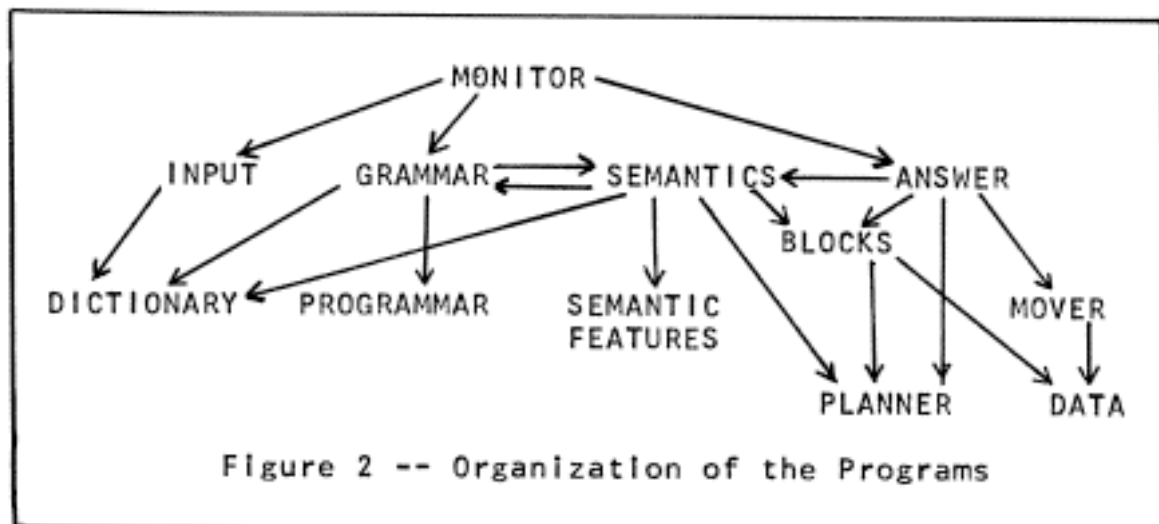 MONITOR
INPUT GRAMMAR SEMANTICS ANSWER
BLOCKS
DICTIONARY PROGRAMMAR SEMANTIC MOVER
FEATURES
PLANNER DATA
Figure 2 -- Organization of the Programs